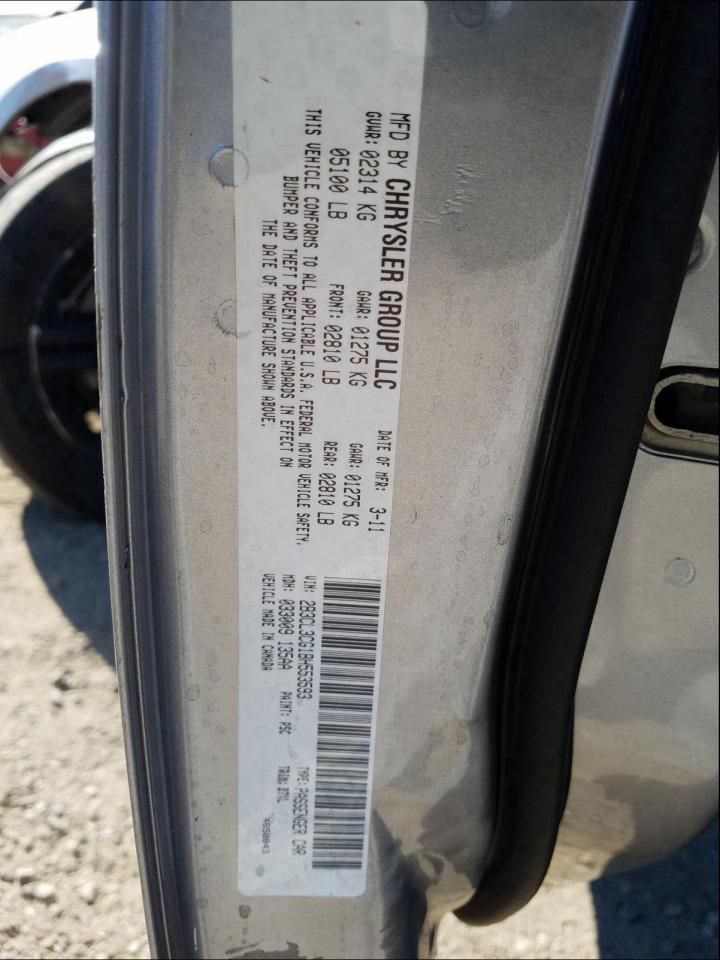 MFD BY CHRYSLER GROUP LLC DATE OF MFR: 3-11
GVWR: 02314 KG GAWR: 01275 KG GAWR: 01275 KG
05100 LB FRONT: 02810 LB REAR: 02810 LB
THIS VEHICLE CONFORMS TO ALL APPLICABLE U.S.A. FEDERAL MOTOR VEHICLE SAFETY,
BUMPER AND THEFT PREVENTION STANDARDS IN EFFECT ON
THE DATE OF MANUFACTURE SHOWN ABOVE.
VIN: 2B3CL3CG1BH553593 TYPE: PASSENGER CAR
MDH: 033009 135AA PAINT: PSC TRIM:
VEHICLE MADE IN CANADA 4650843